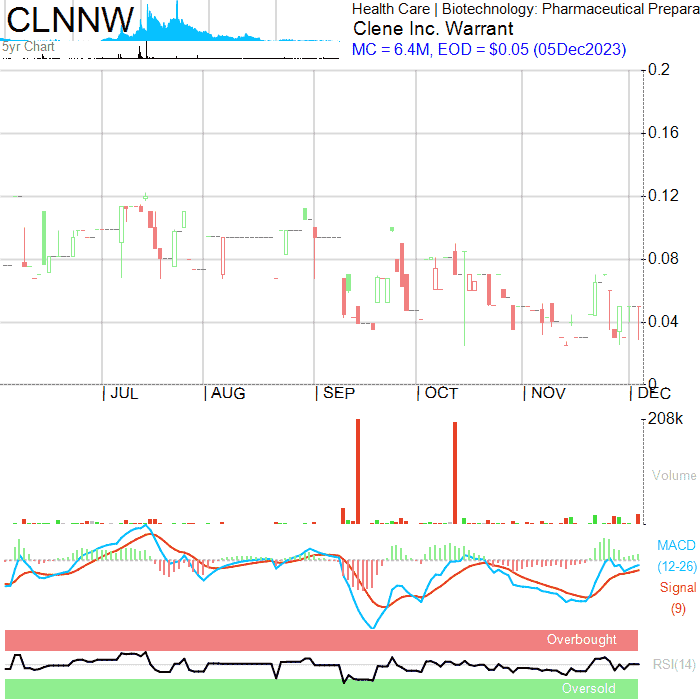 CLNNW
5yr Chart
Health Care | Biotechnology: Pharmaceutical Prepara
Clene Inc. Warrant
MC = 6.4M, EOD = $0.05 (05Dec2023)
0.2
0.16
0.12
0.08
0.04
0
| JUL | AUG | SEP | OCT | NOV | DEC
208k
Volume
MACD
(12-26)
Signal
(9)
Overbought
RSI(14)
Oversold